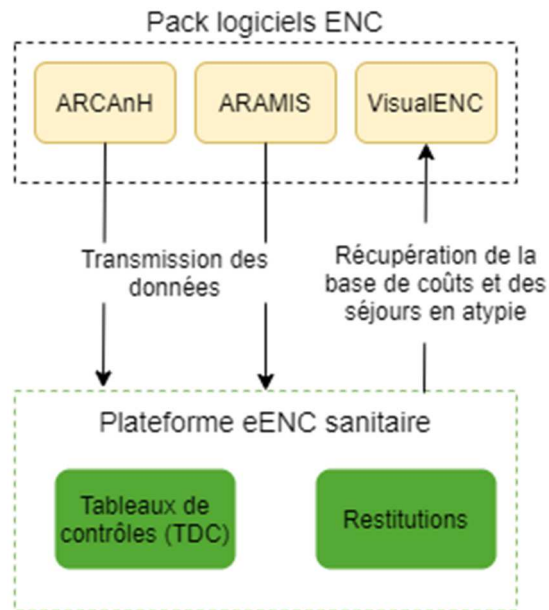 Pack logiciels ENC
ARCAnH
ARAMIS
VisualENC
Transmission des
données
Récupération de la
base de coûts et des
séjours en atypie
Plateforme eENC sanitaire
Tableaux de
contrôles (TDC)
Restitutions